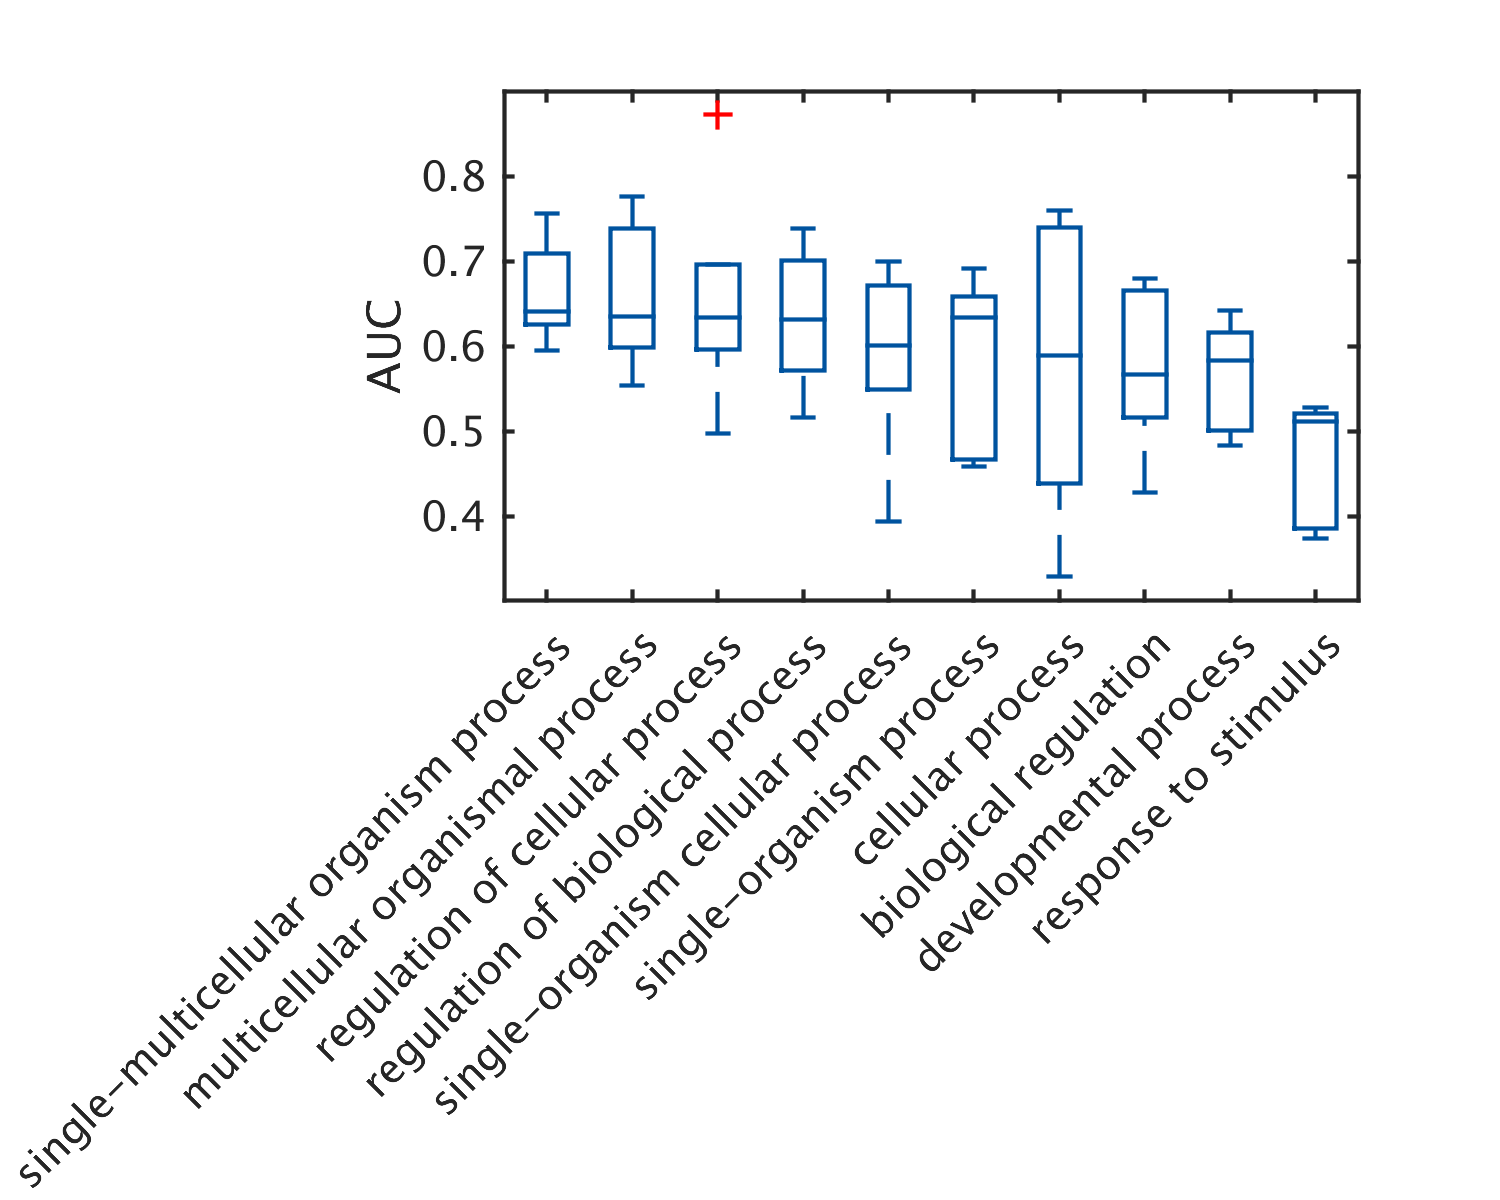 0.8
0.7
0.6
0.5
0.4
AUC
single-multicellular organism process
multicellular organismal process
regulation of cellular process
regulation of biological process
single-organism cellular process
single-organism process
cellular process
biological regulation
developmental process
response to stimulus